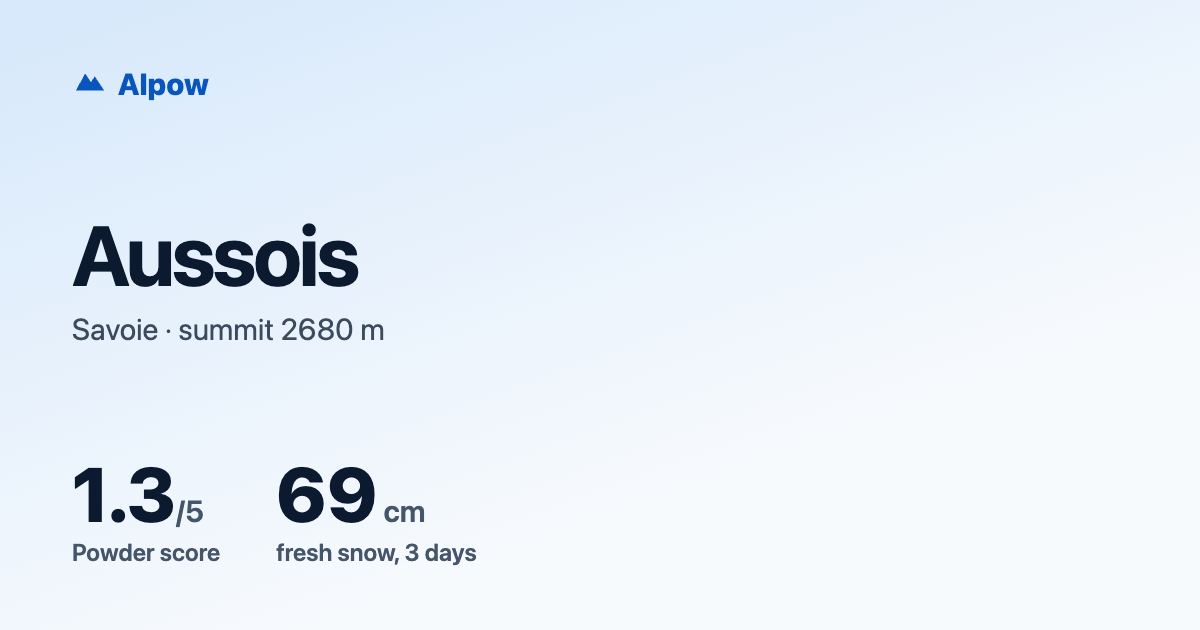 Alpow
Aussois
Savoie · summit 2680 m
1.3/5
Powder score
69 cm
fresh snow, 3 days